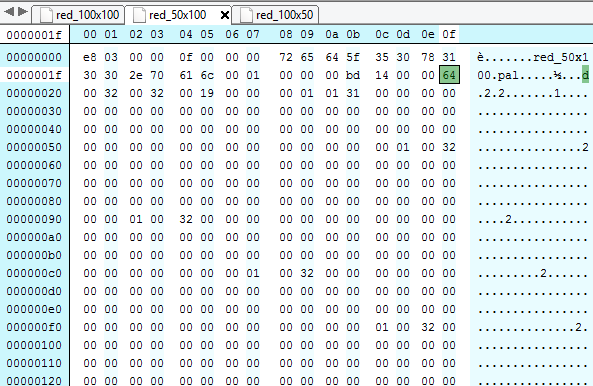 red_100x100 red_50x100 red_100x50
0000001f 00 01 02 03 04 05 06 07 08 09 0a 0b 0c 0d 0e 0f
00000000 e8 03 00 00 0f 00 00 00 72 65 64 5f 35 30 78 31 è.......red_50x1
0000001f 30 30 2e 70 61 6c 00 01 00 00 00 bd 14 00 00 64 00.pal.....½...d
00000020 00 32 00 32 00 19 00 00 00 01 01 31 00 00 00 00 .2.2.......1....
00000030 00 00 00 00 00 00 00 00 00 00 00 00 00 00 00 00 ................
00000040 00 00 00 00 00 00 00 00 00 00 00 00 00 00 00 00 ................
00000050 00 00 00 00 00 00 00 00 00 00 00 00 00 01 00 32 ...............2
00000060 00 00 00 00 00 00 00 00 00 00 00 00 00 00 00 00 ................
00000070 00 00 00 00 00 00 00 00 00 00 00 00 00 00 00 00 ................
00000080 00 00 00 00 00 00 00 00 00 00 00 00 00 00 00 00 ................
00000090 00 00 01 00 32 00 00 00 00 00 00 00 00 00 00 00 ....2...........
000000a0 00 00 00 00 00 00 00 00 00 00 00 00 00 00 00 00 ................
000000b0 00 00 00 00 00 00 00 00 00 00 00 00 00 00 00 00 ................
000000c0 00 00 00 00 00 00 00 01 00 32 00 00 00 00 00 00 .........2......
000000d0 00 00 00 00 00 00 00 00 00 00 00 00 00 00 00 00 ................
000000e0 00 00 00 00 00 00 00 00 00 00 00 00 00 00 00 00 ................
000000f0 00 00 00 00 00 00 00 00 00 00 00 00 01 00 32 00 ..............2.
00000100 00 00 00 00 00 00 00 00 00 00 00 00 00 00 00 00 ................
00000110 00 00 00 00 00 00 00 00 00 00 00 00 00 00 00 00 ................
00000120 00 00 00 00 00 00 00 00 00 00 00 00 00 00 00 00 ................